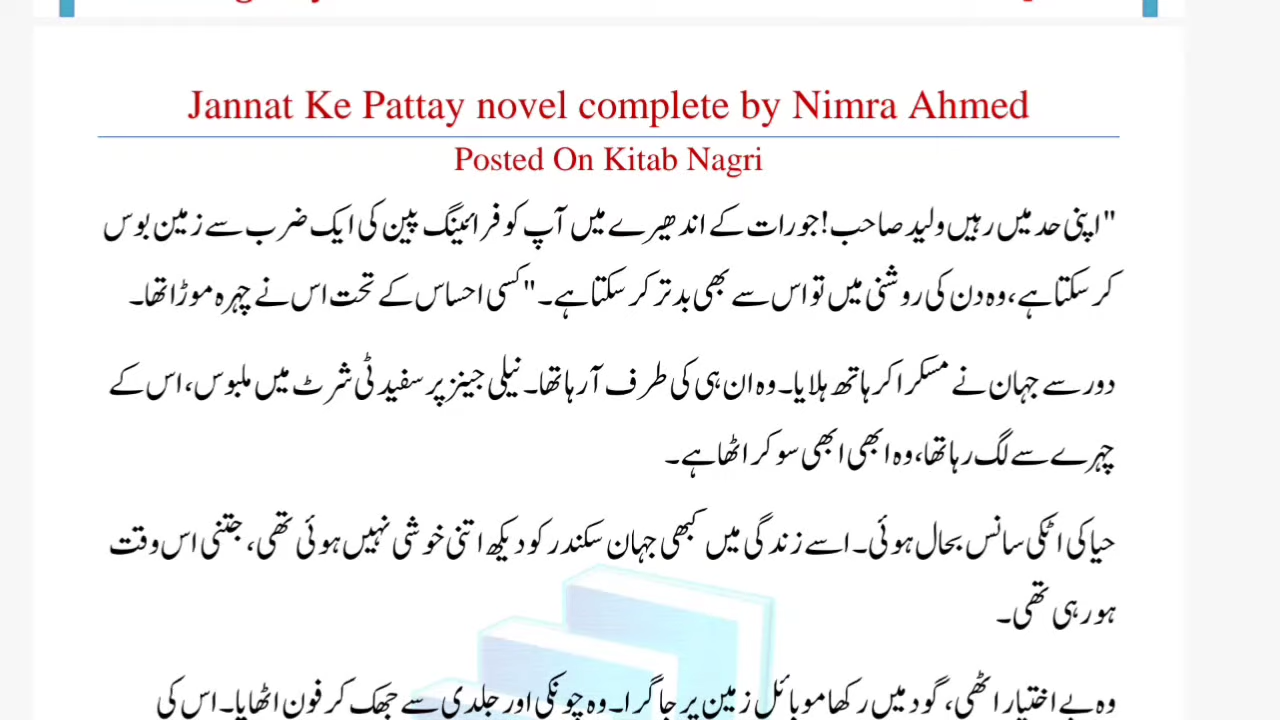 Jannat Ke Pattay novel complete by Nimra Ahmed
Posted On Kitab Nagri
"اپنی حد میں رہیں ولید صاحب! جو رات کے اندھیرے میں آپ کو فرائینگ پین کی ایک ضرب سے زمین بوس
کر سکتا ہے، وہ دن کی روشنی میں تو اس سے بھی بدتر کر سکتا ہے۔" کسی احساس کے تحت اس نے چہرہ موڑا تھا۔
دور سے جہان نے مسکرا کر ہاتھ ہلایا۔ وہ ان ہی کی طرف آ رہا تھا۔ نیلی جینز پر سفید ٹی شرٹ میں ملبوس، اس کے
چہرے سے لگ رہا تھا، وہ ابھی ابھی سو کر اٹھا ہے۔
حیا کی اٹکی سانس بحال ہوئی۔ اسے زندگی میں کبھی جہان سکندر کو دیکھ اتنی خوشی نہیں ہوئی تھی، جتنی اس وقت
ہو رہی تھی۔
وہ بے اختیار اٹھی، گود میں رکھا موبائل زمین پر جا گرا۔ وہ چونکی اور جلدی سے جھک کر فون اٹھایا۔ اس کی